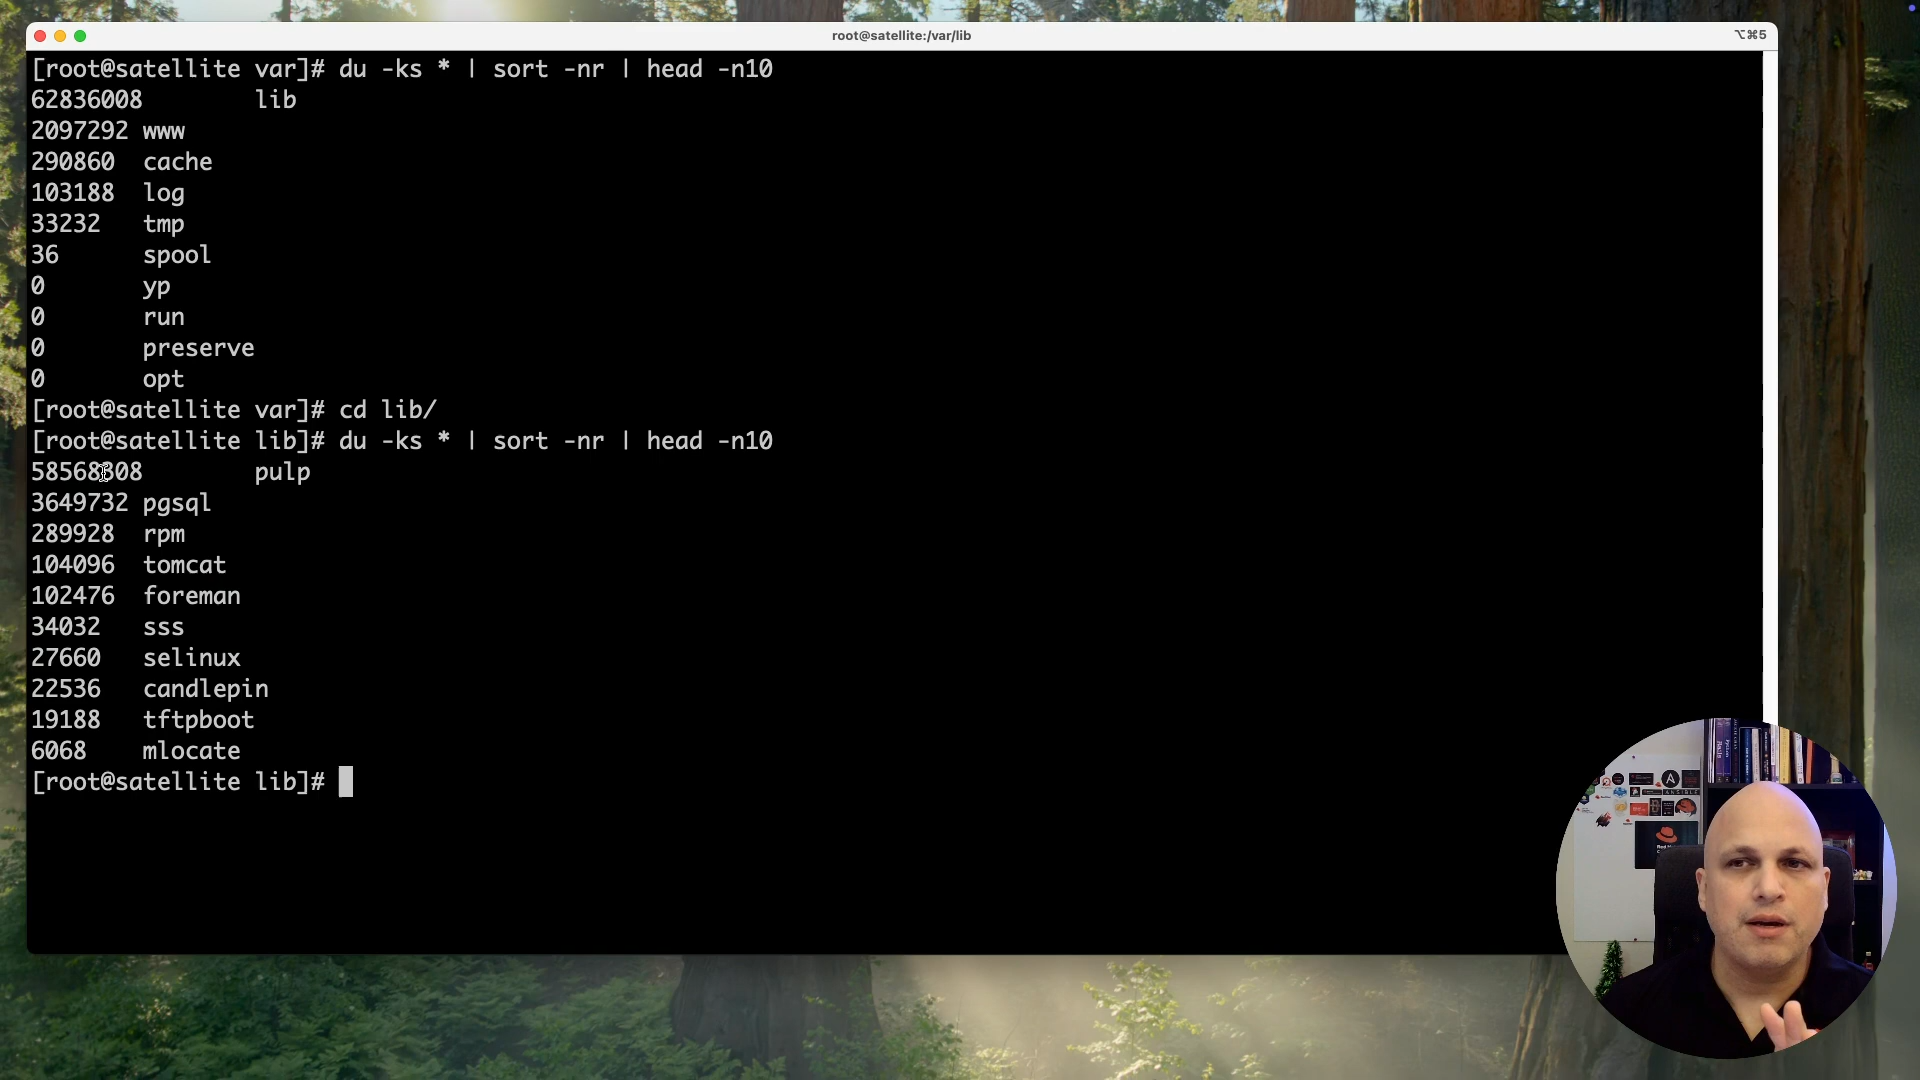 root@satellite:/var/lib
⌥⌘5
[root@satellite var]# du -ks * | sort -nr | head -n10
62836008        lib
2097292 www
290860  cache
103188  log
33232   tmp
36      spool
0       yp
0       run
0       preserve
0       opt
[root@satellite var]# cd lib/
[root@satellite lib]# du -ks * | sort -nr | head -n10
58568308        pulp
3649732 pgsql
289928  rpm
104096  tomcat
102476  foreman
34032   sss
27660   selinux
22536   candlepin
19188   tftpboot
6068    mlocate
[root@satellite lib]#
ANSIBLE